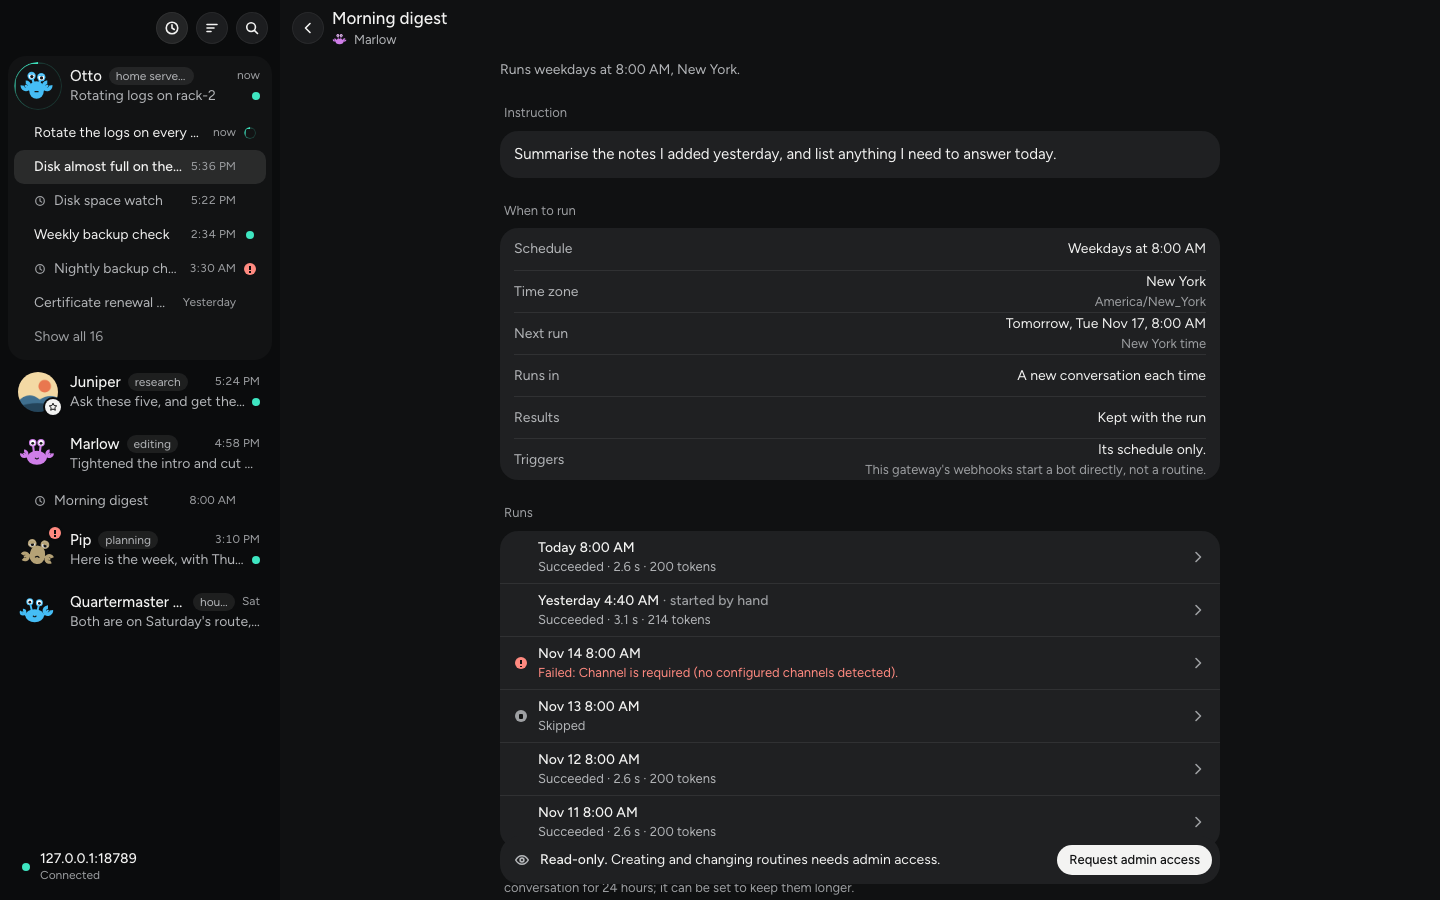 Otto home serve... now
Rotating logs on rack-2
Rotate the logs on every ... now
Disk almost full on the... 5:36 PM
Disk space watch 5:22 PM
Weekly backup check 2:34 PM
Nightly backup ch... 3:30 AM
Certificate renewal ... Yesterday
Show all 16
Juniper research 5:24 PM
Ask these five, and get the...
Marlow editing 4:58 PM
Tightened the intro and cut ...
Morning digest 8:00 AM
Pip planning 3:10 PM
Here is the week, with Thu...
Quartermaster ... hou... Sat
Both are on Saturday's route,...
127.0.0.1:18789
Connected
Morning digest
Marlow
Runs weekdays at 8:00 AM, New York.
Instruction
Summarise the notes I added yesterday, and list anything I need to answer today.
When to run
Schedule Weekdays at 8:00 AM
Time zone New York
America/New_York
Next run Tomorrow, Tue Nov 17, 8:00 AM
New York time
Runs in A new conversation each time
Results Kept with the run
Triggers Its schedule only.
This gateway's webhooks start a bot directly, not a routine.
Runs
Today 8:00 AM
Succeeded · 2.6 s · 200 tokens
Yesterday 4:40 AM · started by hand
Succeeded · 3.1 s · 214 tokens
Nov 14 8:00 AM
Failed: Channel is required (no configured channels detected).
Nov 13 8:00 AM
Skipped
Nov 12 8:00 AM
Succeeded · 2.6 s · 200 tokens
Nov 11 8:00 AM
Succeeded · 2.6 s · 200 tokens
Read-only. Creating and changing routines needs admin access. Request admin access
conversation for 24 hours; it can be set to keep them longer.